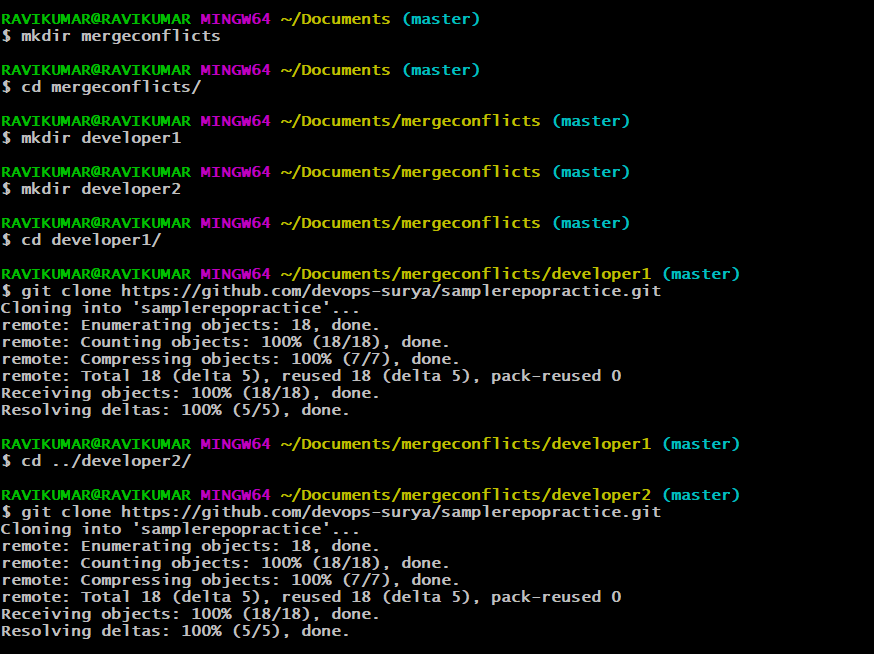 RAVIKUMAR@RAVIKUMAR MINGW64 ~/Documents (master)
$ mkdir mergeconflicts
RAVIKUMAR@RAVIKUMAR MINGW64 ~/Documents (master)
$ cd mergeconflicts/
RAVIKUMAR@RAVIKUMAR MINGW64 ~/Documents/mergeconflicts (master)
$ mkdir developer1
RAVIKUMAR@RAVIKUMAR MINGW64 ~/Documents/mergeconflicts (master)
$ mkdir developer2
RAVIKUMAR@RAVIKUMAR MINGW64 ~/Documents/mergeconflicts (master)
$ cd developer1/
RAVIKUMAR@RAVIKUMAR MINGW64 ~/Documents/mergeconflicts/developer1 (master)
$ git clone https://github.com/devops-surya/samplerepopractice.git
Cloning into 'samplerepopractice'...
remote: Enumerating objects: 18, done.
remote: Counting objects: 100% (18/18), done.
remote: Compressing objects: 100% (7/7), done.
remote: Total 18 (delta 5), reused 18 (delta 5), pack-reused 0
Receiving objects: 100% (18/18), done.
Resolving deltas: 100% (5/5), done.
RAVIKUMAR@RAVIKUMAR MINGW64 ~/Documents/mergeconflicts/developer1 (master)
$ cd ../developer2/
RAVIKUMAR@RAVIKUMAR MINGW64 ~/Documents/mergeconflicts/developer2 (master)
$ git clone https://github.com/devops-surya/samplerepopractice.git
Cloning into 'samplerepopractice'...
remote: Enumerating objects: 18, done.
remote: Counting objects: 100% (18/18), done.
remote: Compressing objects: 100% (7/7), done.
remote: Total 18 (delta 5), reused 18 (delta 5), pack-reused 0
Receiving objects: 100% (18/18), done.
Resolving deltas: 100% (5/5), done.